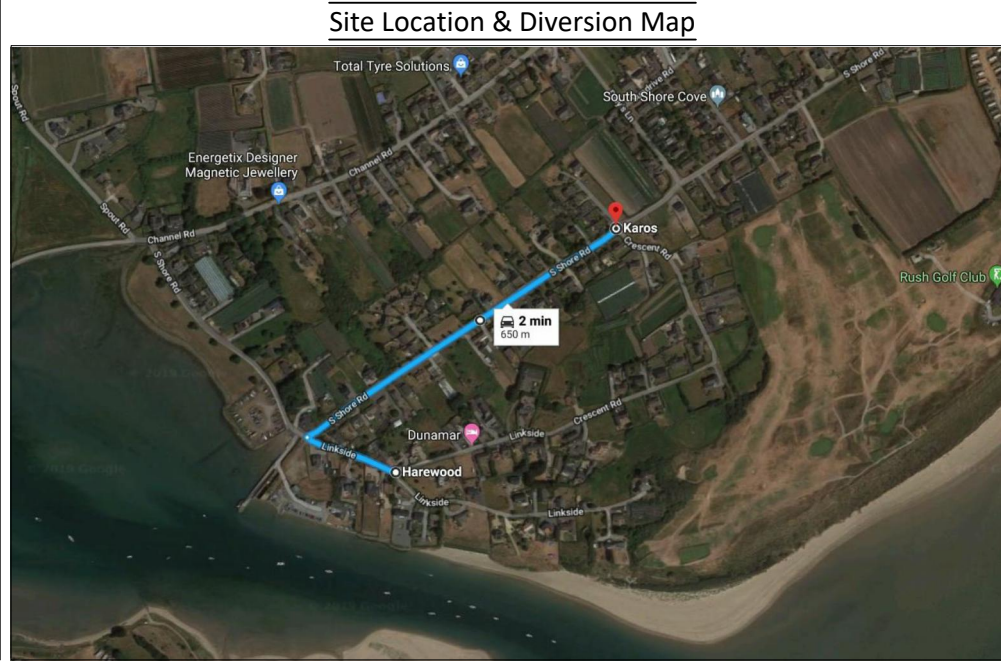 Site Location & Diversion Map
Total Tyre Solutions
S Shore Rd
South Shore Cove
Spout Rd
Energetix Designer
Magnetic Jewellery
Channel Rd
Spout Rd
Channel Rd
Karos
S Shore Rd
Crescent Rd
S Shore Rd
Rush Golf Club
2 min
650 m
S Shore Rd
Crescent Rd
Dunamar
Linkside
Linkside
Harewood
Linkside
Linkside